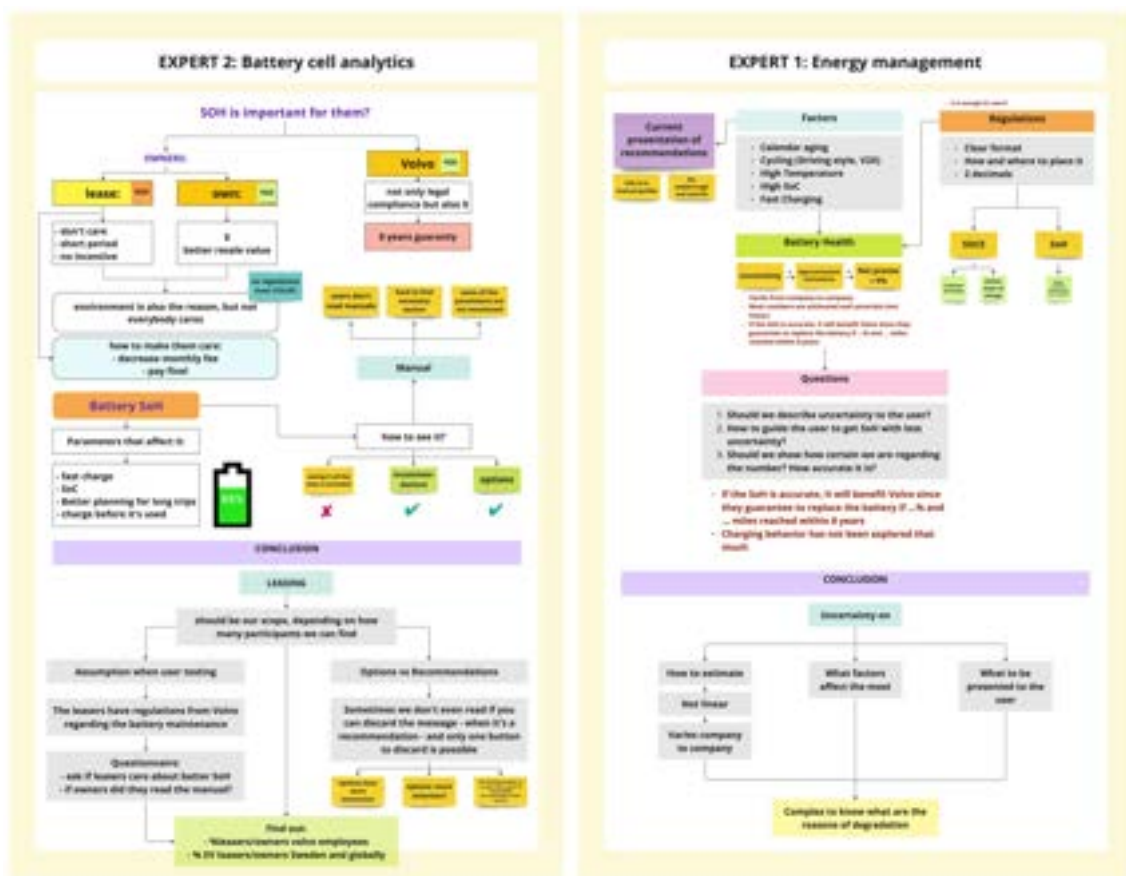 EXPERT 2: Battery cell analytics
SOH is important for them?
OWNERS:
lease:
own:
Volvo
- don't care
- short period
- no incentive
$
better resale value
not only legal
compliance but also it
8 years guaranty
environment is also the reason, but not
everybody cares
how to make them care:
- decrease monthly fee
- pay fine!
Manual
Battery SoH
Parameters that affect it
how to see it?
- fast charge
- SoC
- Better planning for long trips
- charge before it's used
options
CONCLUSION
LEASING
should be our scope, depending on how
many participants we can find
Assumption when user testing
The leasers have regulations from Volvo
regarding the battery maintenance
Questionnaire:
- ask if leasers care about better SoH
- if owners did they read the manual?
Options vs Recommendations
Sometimes we don't even read if you
can discard the message - when it's a
recommendation - and only one button
to discard is possible
Find out:
- %leasers/owners volvo employees
- % EV leasers/owners Sweden and globally
EXPERT 1: Energy management
Current
presentation of
recommendations
Factors
- Calendar aging
- Cycling (Driving style, V2X)
- High Temperature
- High SoC
- Fast Charging
Regulations
- Clear format
- How and where to place it
- 2 decimals
Battery Health
SOCE
SoH
Questions
1. Should we describe uncertainty to the user?
2. How to guide the user to get SoH with less
uncertainty?
3. Should we show how certain we are regarding
the number? How accurate it is?
- If the SoH is accurate, it will benefit Volvo since
they guarantee to replace the battery if ...% and
... miles reached within 8 years
- Charging behavior has not been explored that
much
CONCLUSION
Uncertainty on
How to estimate
Not linear
Varies company
to company
What factors
affect the most
What to be
presented to the
user
Complex to know what are the
reasons of degradation